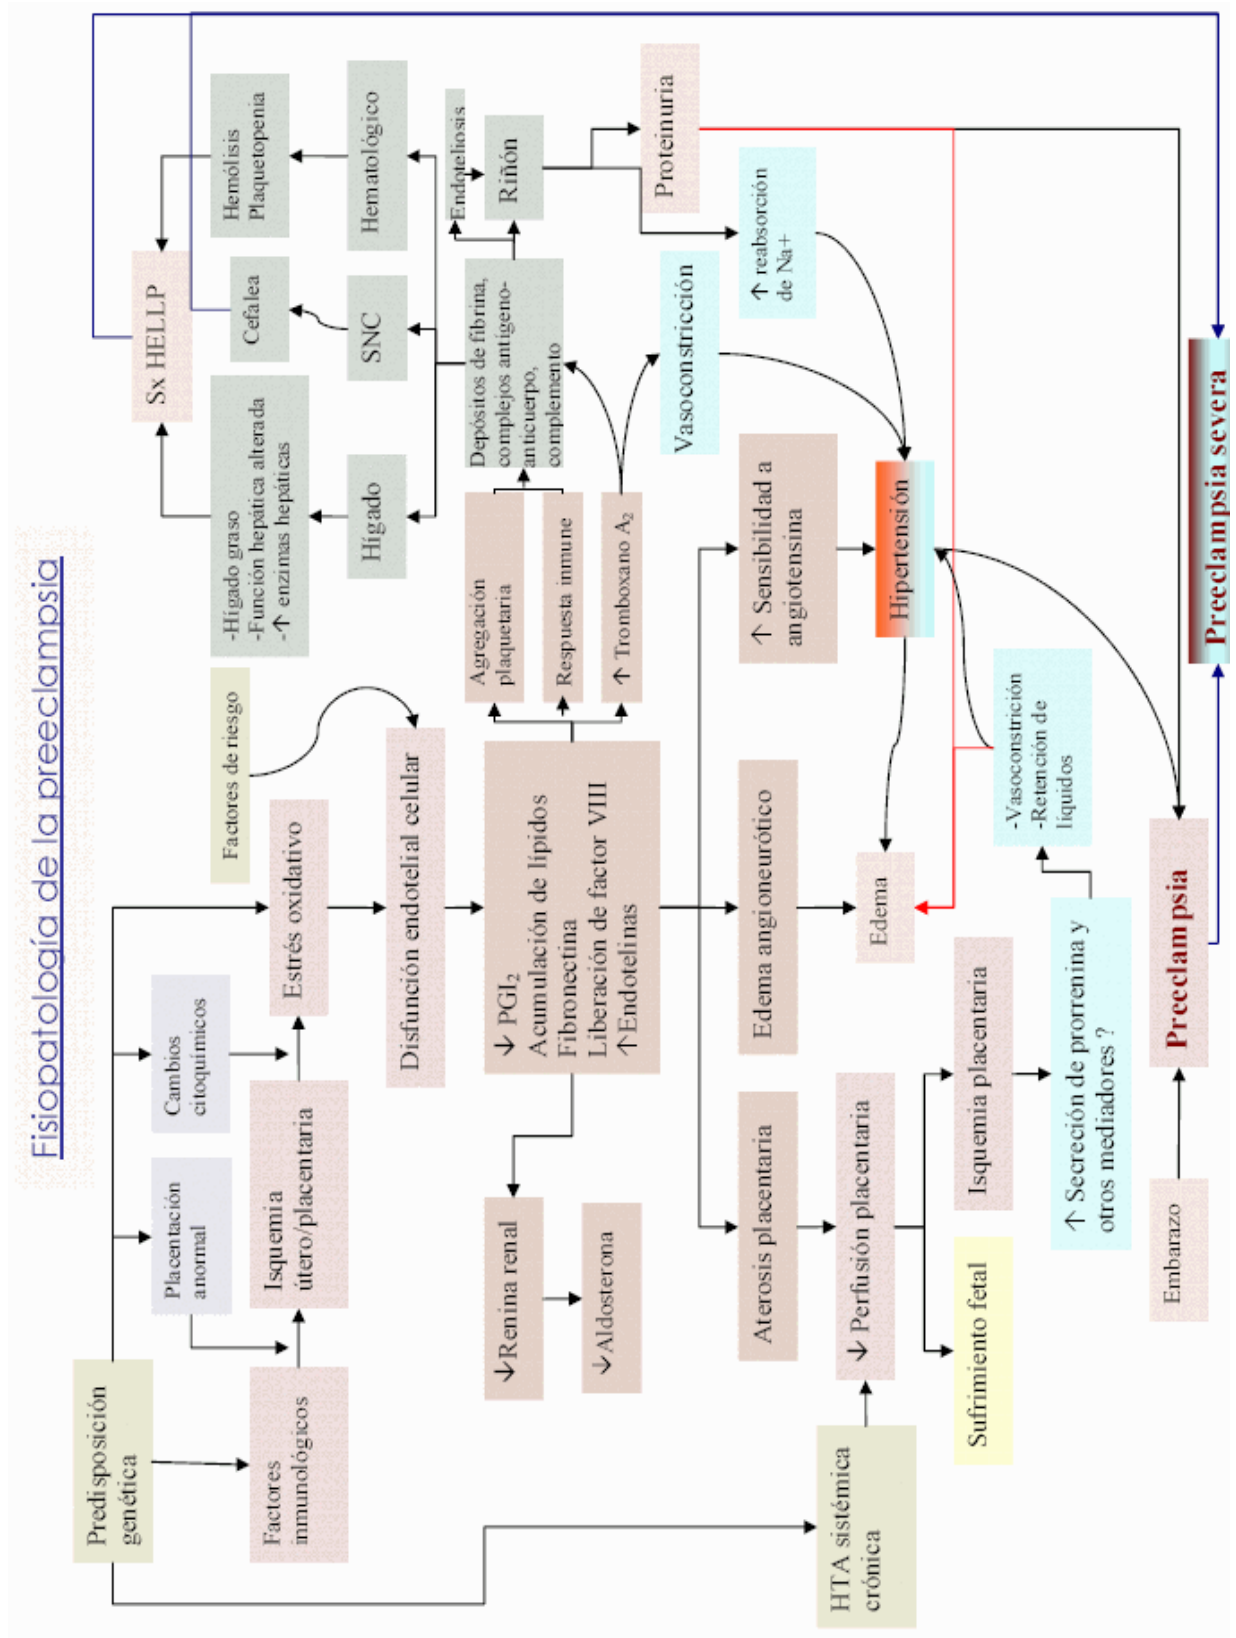 Fisiopatología de la preeclampsia
Predisposición
genética
Factores
inmunológicos
Placentación
anormal
Cambios
citoquímicos
Isquemia
útero/placentaria
Estrés oxidativo
Factores de riesgo
Disfunción endotelial celular
↓ PGI₂
Acumulación de lípidos
Fibronectina
Liberación de factor VIII
↑Endotelinas
↓Renina renal
↓Aldosterona
Agregación
plaquetaria
Respuesta inmune
↑ Tromboxano A₂
-Hígado graso
-Función hepática alterada
-↑ enzimas hepáticas
Hígado
Sx HELLP
Cefalea
SNC
Hemólisis
Plaquetopenia
Hematológico
Depósitos de fibrina,
complejos antígeno-
anticuerpo,
complemento
Endoteliosis
Riñón
Proteinuria
Vasoconstricción
↑ reabsorción
de Na+
Aterosis placentaria
Edema angioneurótico
↑ Sensibilidad a
angiotensina
HTA sistémica
crónica
↓ Perfusión placentaria
Edema
Hipertensión
Sufrimiento fetal
Isquemia placentaria
-Vasoconstrición
-Retención de
líquidos
↑ Secreción de prorrenina y
otros mediadores ?
Embarazo
Preeclampsia
Preeclampsia severa